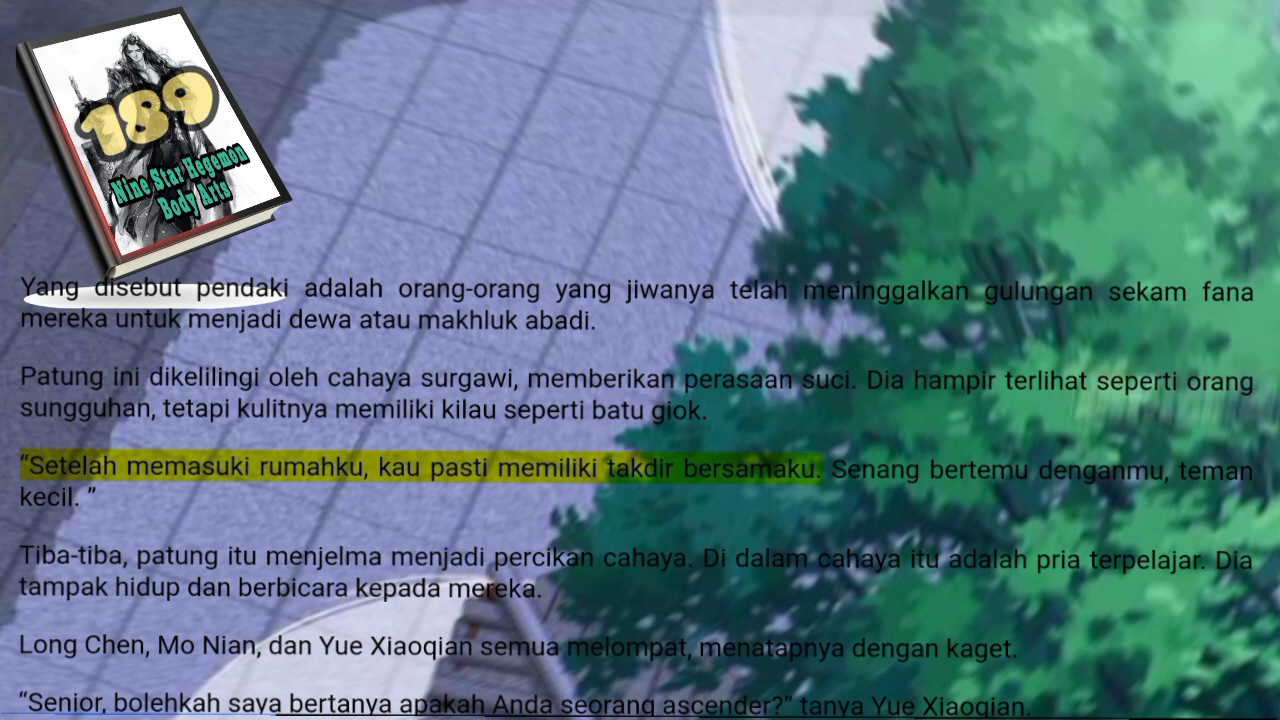 189
Nine Star Hegemon
Body Arts
Yang disebut pendaki adalah orang-orang yang jiwanya telah meninggalkan gulungan sekam fana
mereka untuk menjadi dewa atau makhluk abadi.
Patung ini dikelilingi oleh cahaya surgawi, memberikan perasaan suci. Dia hampir terlihat seperti orang
sungguhan, tetapi kulitnya memiliki kilau seperti batu giok.
“Setelah memasuki rumahku, kau pasti memiliki takdir bersamaku. Senang bertemu denganmu, teman
kecil. ”
Tiba-tiba, patung itu menjelma menjadi percikan cahaya. Di dalam cahaya itu adalah pria terpelajar. Dia
tampak hidup dan berbicara kepada mereka.
Long Chen, Mo Nian, dan Yue Xiaoqian semua melompat, menatapnya dengan kaget.
“Senior, bolehkah saya bertanya apakah Anda seorang ascender?” tanya Yue Xiaoqian.